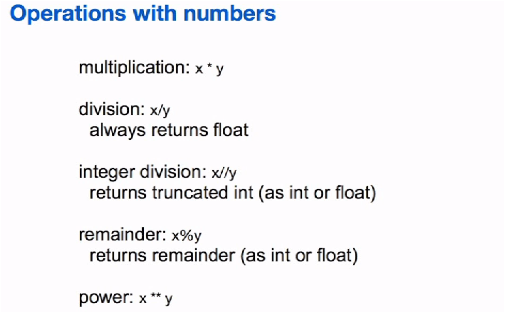 Operations with numbers
multiplication: x * y
division: x/y
always returns float
integer division: x//y
returns truncated int (as int or float)
remainder: x%y
returns remainder (as int or float)
power: x ** y